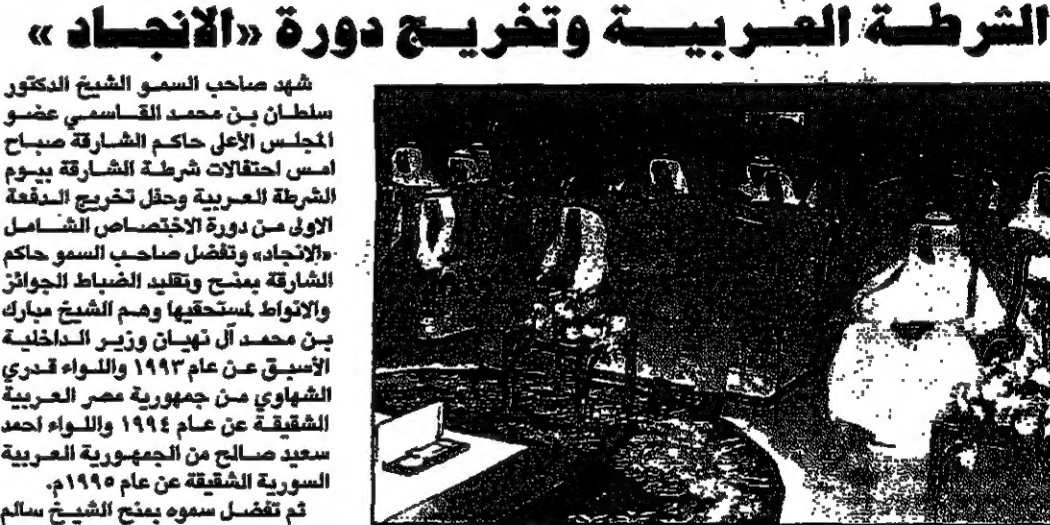 الشرطة العربية وتخريج دورة «الانجاد»
شهد صاحب السمو الشيخ الدكتور
سلطان بن محمد القاسمي عضو
المجلس الأعلى حاكم الشارقة صباح
امس احتفالات شرطة الشارقة بيوم
الشرطة العربية وحفل تخريج الدفعة
الاولى من دورة الاختصاص الشامل
«الانجاد» وتفضل صاحب السمو حاكم
الشارقة بمنح وتقليد الضباط الجوائز
والانواط لمستحقيها وهم الشيخ مبارك
بن محمد آل نهيان وزير الداخلية
الأسبق عن عام ١٩٩٣ واللواء قدري
الشهاوي من جمهورية مصر العربية
الشقيقة عن عام ١٩٩٤ واللواء احمد
سعيد صالح من الجمهورية العربية
السورية الشقيقة عن عام ١٩٩٥م.
ثم تفضل سموه بمنح الشيخ سالم